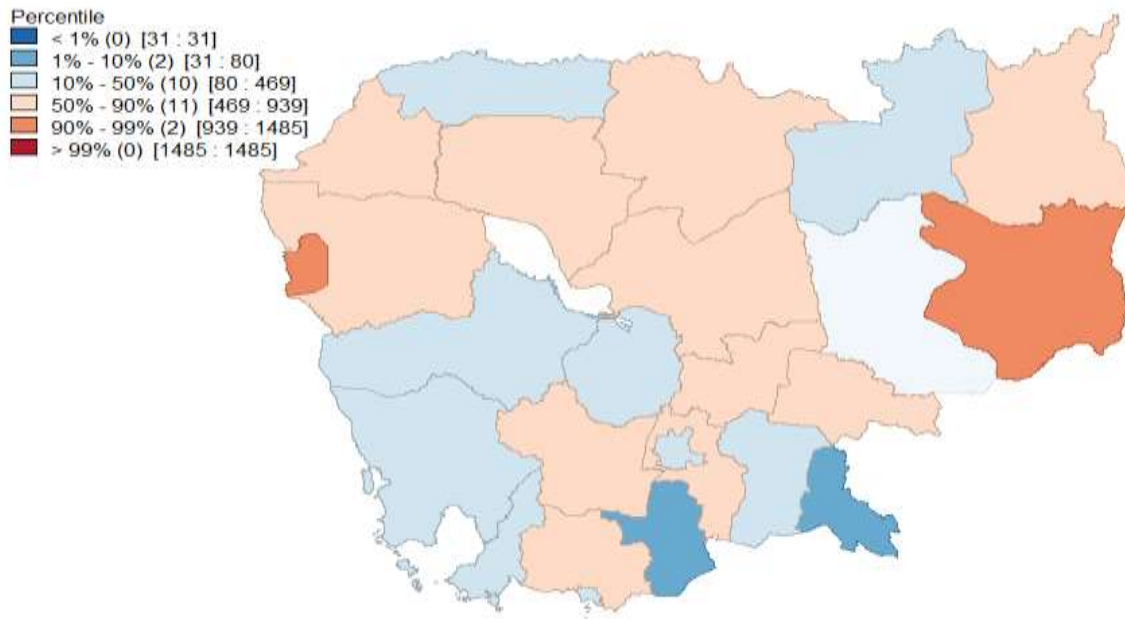 Percentile
< 1% (0) [31 : 31]
1% - 10% (2) [31 : 80]
10% - 50% (10) [80 : 469]
50% - 90% (11) [469 : 939]
90% - 99% (2) [939 : 1485]
> 99% (0) [1485 : 1485]